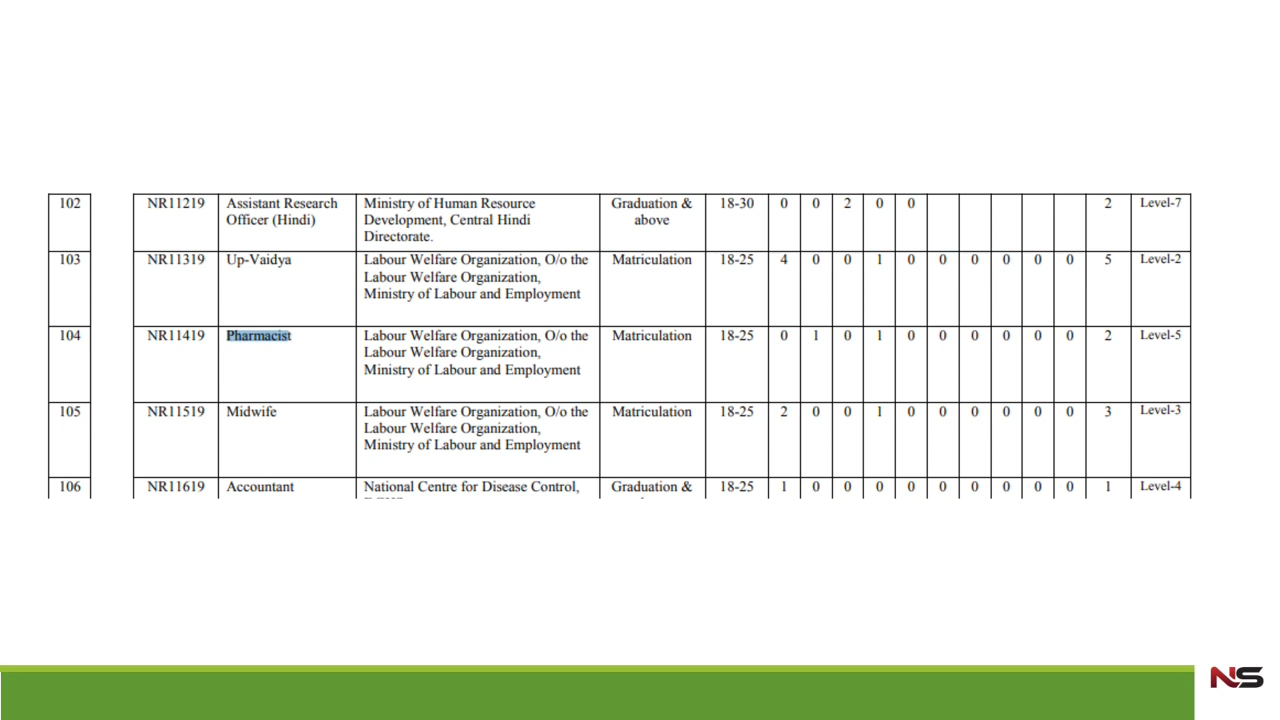 102 NR11219 Assistant Research Ministry of Human Resource Graduation & 18-30 0 0 2 0 0 2 Level-7
Officer (Hindi) Development, Central Hindi above
Directorate.
103 NR11319 Up-Vaidya Labour Welfare Organization, O/o the Matriculation 18-25 4 0 0 1 0 0 0 0 0 0 5 Level-2
Labour Welfare Organization,
Ministry of Labour and Employment
104 NR11419 Pharmacist Labour Welfare Organization, O/o the Matriculation 18-25 0 1 0 1 0 0 0 0 0 0 2 Level-5
Labour Welfare Organization,
Ministry of Labour and Employment
105 NR11519 Midwife Labour Welfare Organization, O/o the Matriculation 18-25 2 0 0 1 0 0 0 0 0 0 3 Level-3
Labour Welfare Organization,
Ministry of Labour and Employment
106 NR11619 Accountant National Centre for Disease Control, Graduation & 18-25 1 0 0 0 0 0 0 0 0 0 1 Level-4
NS